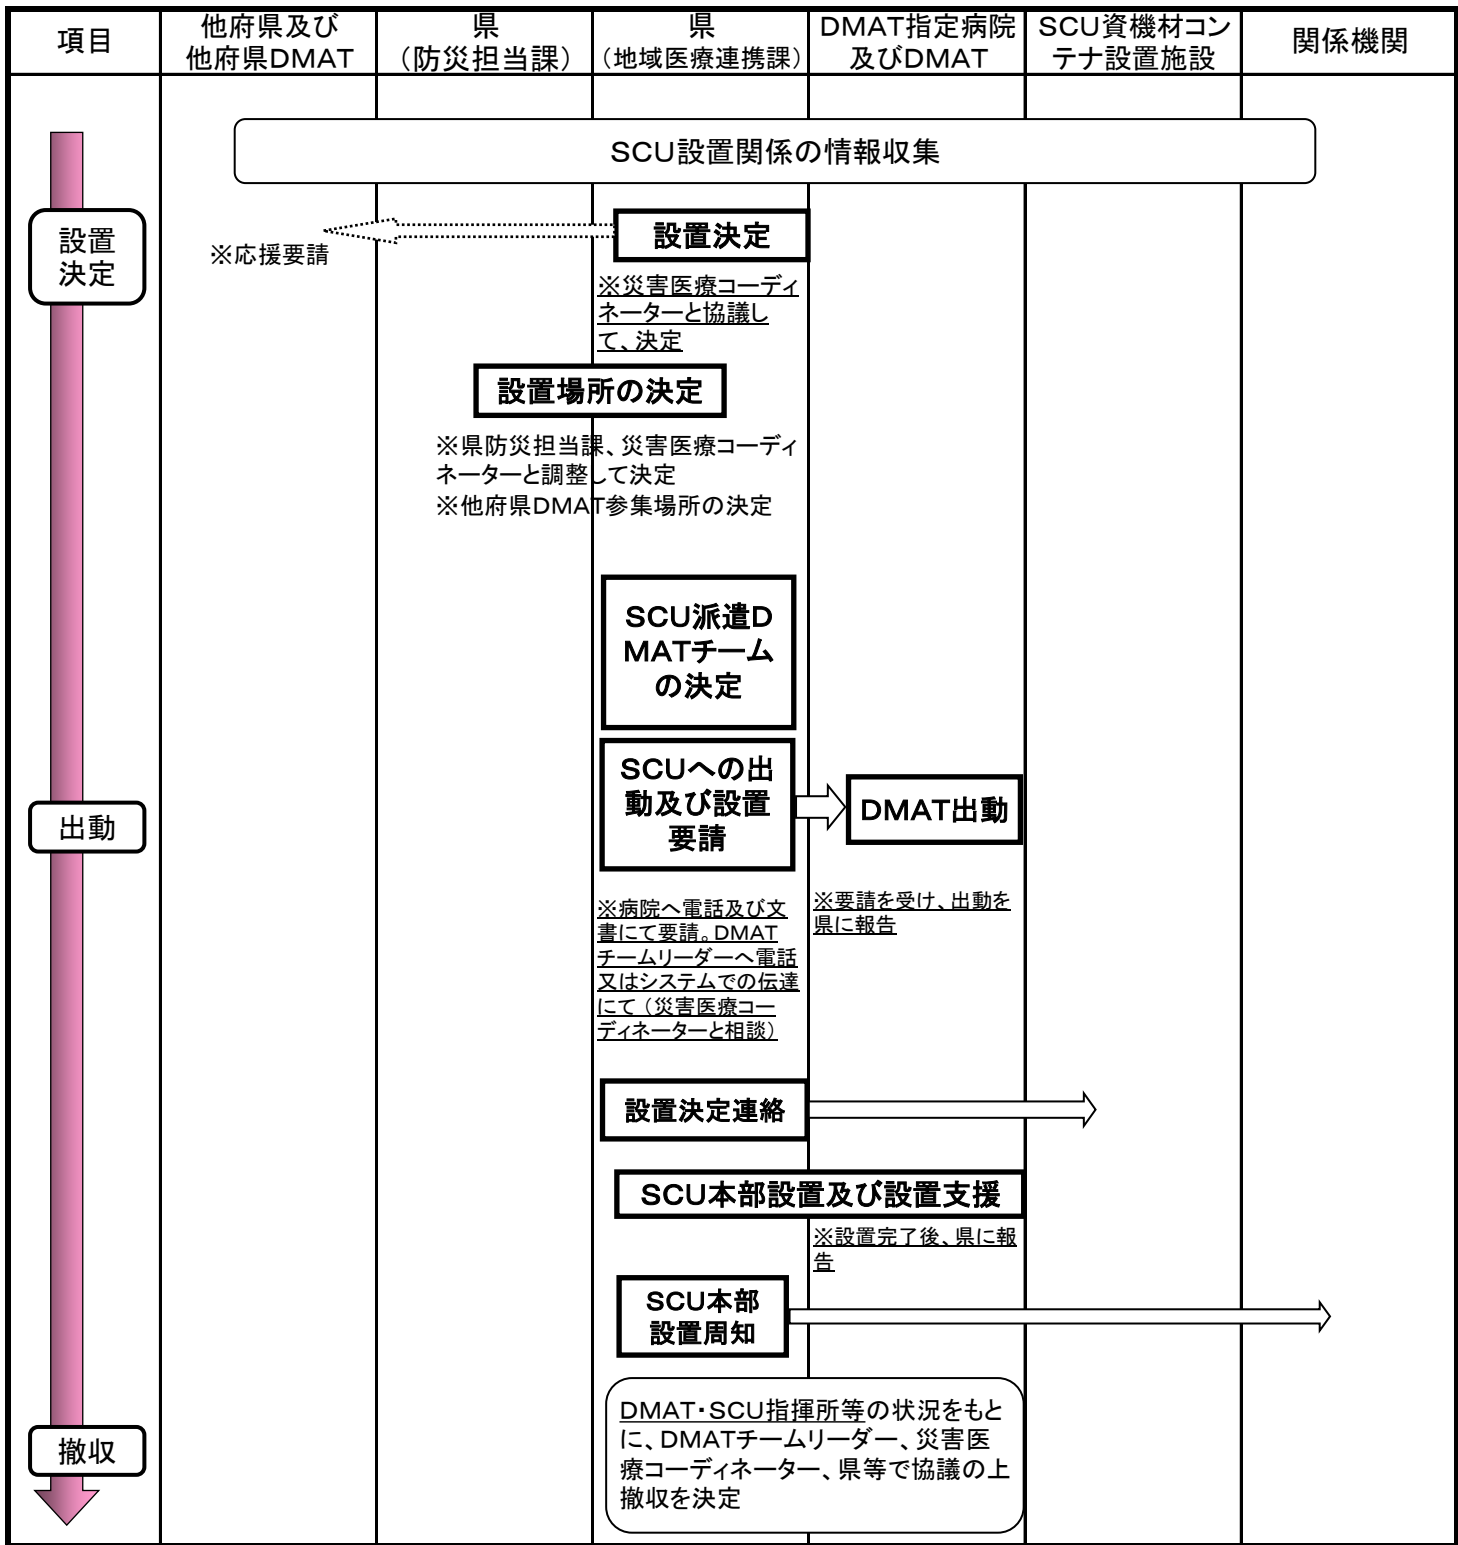 項目
他府県及び
他府県DMAT
県
（防災担当課）
県
（地域医療連携課）
DMAT指定病院
及びDMAT
SCU資機材コン
テナ設置施設
関係機関
SCU設置関係の情報収集
設置
決定
※応援要請
設置決定
※災害医療コーディ
ネーターと協議し
て、決定
設置場所の決定
※県防災担当課、災害医療コーディ
ネーターと調整して決定
※他府県DMAT参集場所の決定
SCU派遣D
MATチーム
の決定
出動
SCUへの出
動及び設置
要請
DMAT出動
※病院へ電話及び文
書にて要請。DMAT
チームリーダーへ電話
又はシステムでの伝達
にて（災害医療コー
ディネーターと相談）
※要請を受け、出動を
県に報告
設置決定連絡
SCU本部設置及び設置支援
※設置完了後、県に報
告
SCU本部
設置周知
撤収
DMAT・SCU指揮所等の状況をもと
に、DMATチームリーダー、災害医
療コーディネーター、県等で協議の上
撤収を決定